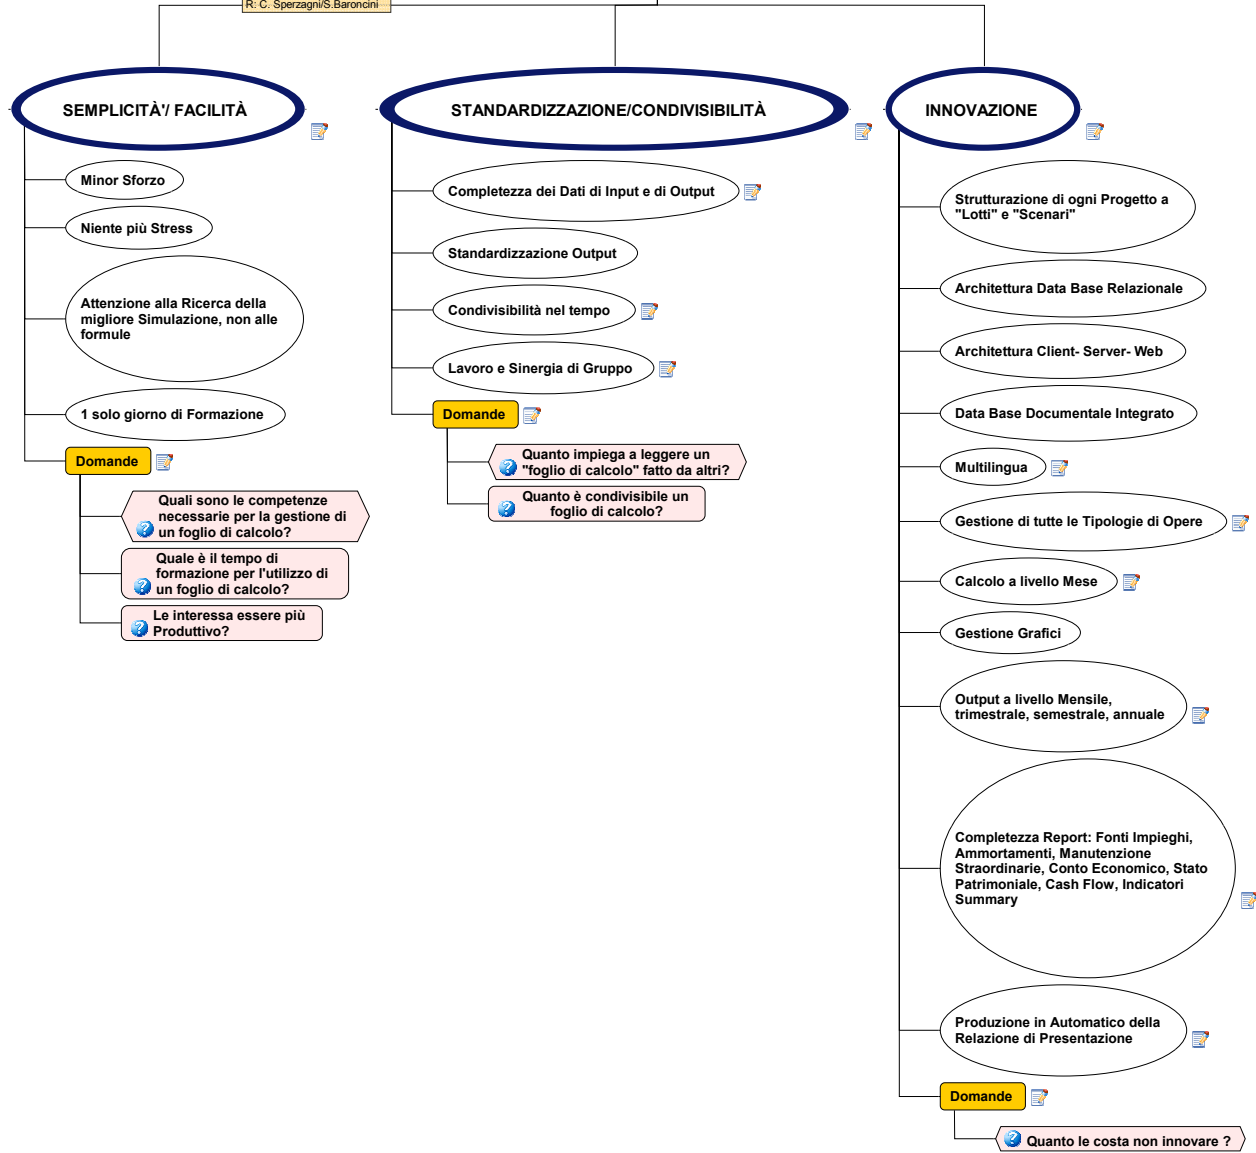 R: C. Sperzagni/S.Baroncini
SEMPLICITÀ'/ FACILITÀ
Minor Sforzo
Niente più Stress
Attenzione alla Ricerca della
migliore Simulazione, non alle
formule
1 solo giorno di Formazione
Domande
Quali sono le competenze
necessarie per la gestione di
un foglio di calcolo?
Quale è il tempo di
formazione per l'utilizzo di
un foglio di calcolo?
Le interessa essere più
Produttivo?
STANDARDIZZAZIONE/CONDIVISIBILITÀ
Completezza dei Dati di Input e di Output
Standardizzazione Output
Condivisibilità nel tempo
Lavoro e Sinergia di Gruppo
Domande
Quanto impiega a leggere un
"foglio di calcolo" fatto da altri?
Quanto è condivisibile un
foglio di calcolo?
INNOVAZIONE
Strutturazione di ogni Progetto a
"Lotti" e "Scenari"
Architettura Data Base Relazionale
Architettura Client- Server- Web
Data Base Documentale Integrato
Multilingua
Gestione di tutte le Tipologie di Opere
Calcolo a livello Mese
Gestione Grafici
Output a livello Mensile,
trimestrale, semestrale, annuale
Completezza Report: Fonti Impieghi,
Ammortamenti, Manutenzione
Straordinarie, Conto Economico, Stato
Patrimoniale, Cash Flow, Indicatori
Summary
Produzione in Automatico della
Relazione di Presentazione
Domande
Quanto le costa non innovare ?